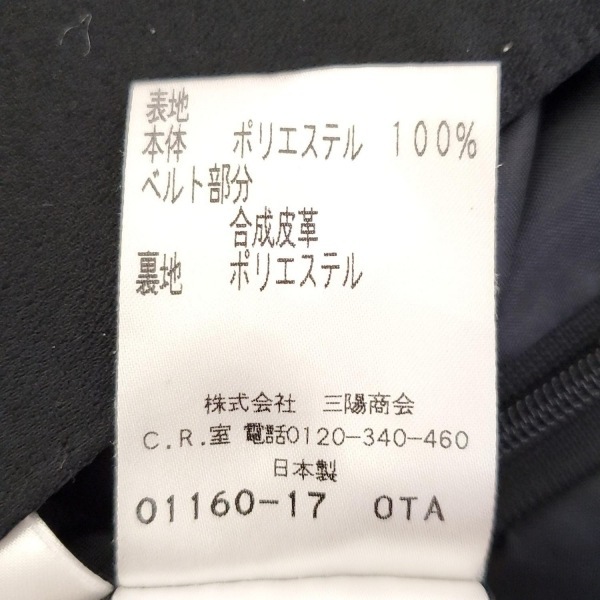 表地
本体 ポリエステル 100%
ベルト部分
合成皮革
裏地 ポリエステル
株式会社 三陽商会
C.R.室 電話0120-340-460
日本製
01160-17 OTA